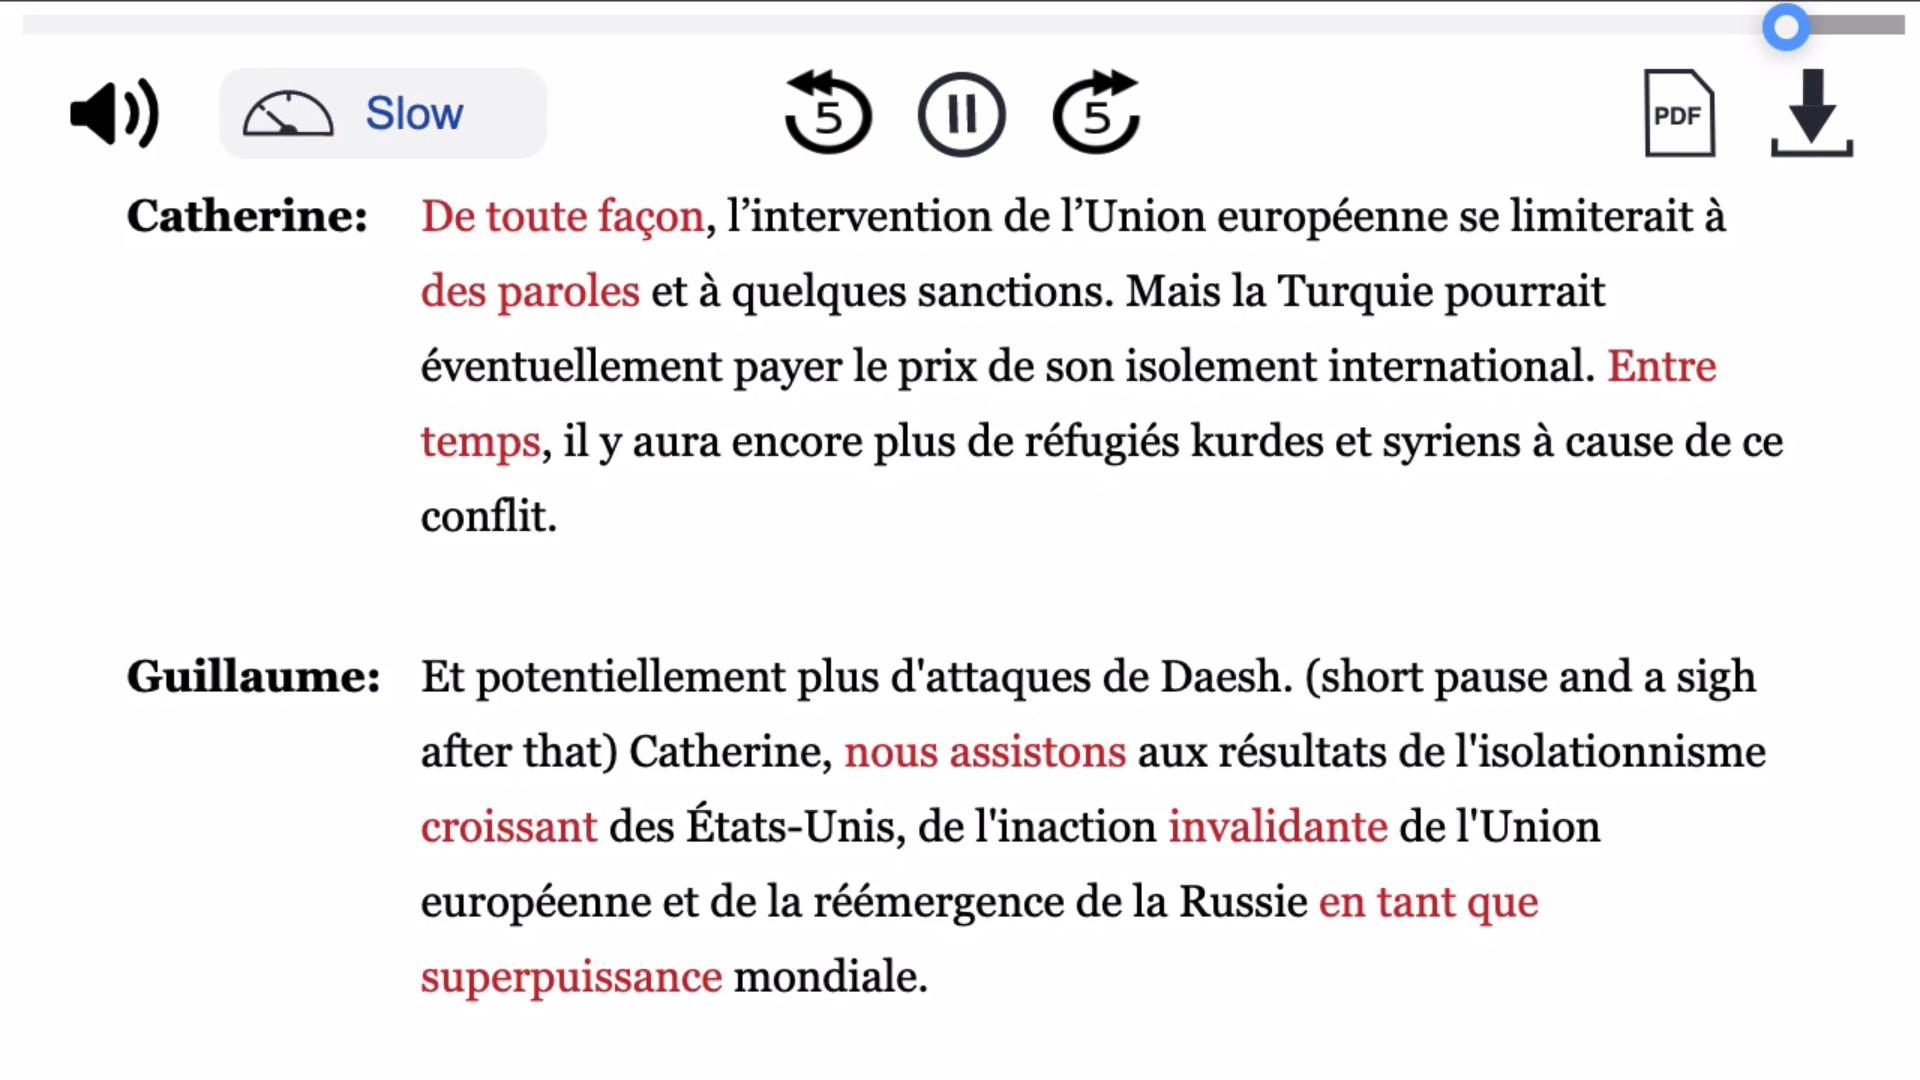 Slow
5
5
PDF
Catherine: De toute façon, l’intervention de l’Union européenne se limiterait à
des paroles et à quelques sanctions. Mais la Turquie pourrait
éventuellement payer le prix de son isolement international. Entre
temps, il y aura encore plus de réfugiés kurdes et syriens à cause de ce
conflit.
Guillaume: Et potentiellement plus d'attaques de Daesh. (short pause and a sigh
after that) Catherine, nous assistons aux résultats de l'isolationnisme
croissant des États-Unis, de l'inaction invalidante de l'Union
européenne et de la réémergence de la Russie en tant que
superpuissance mondiale.